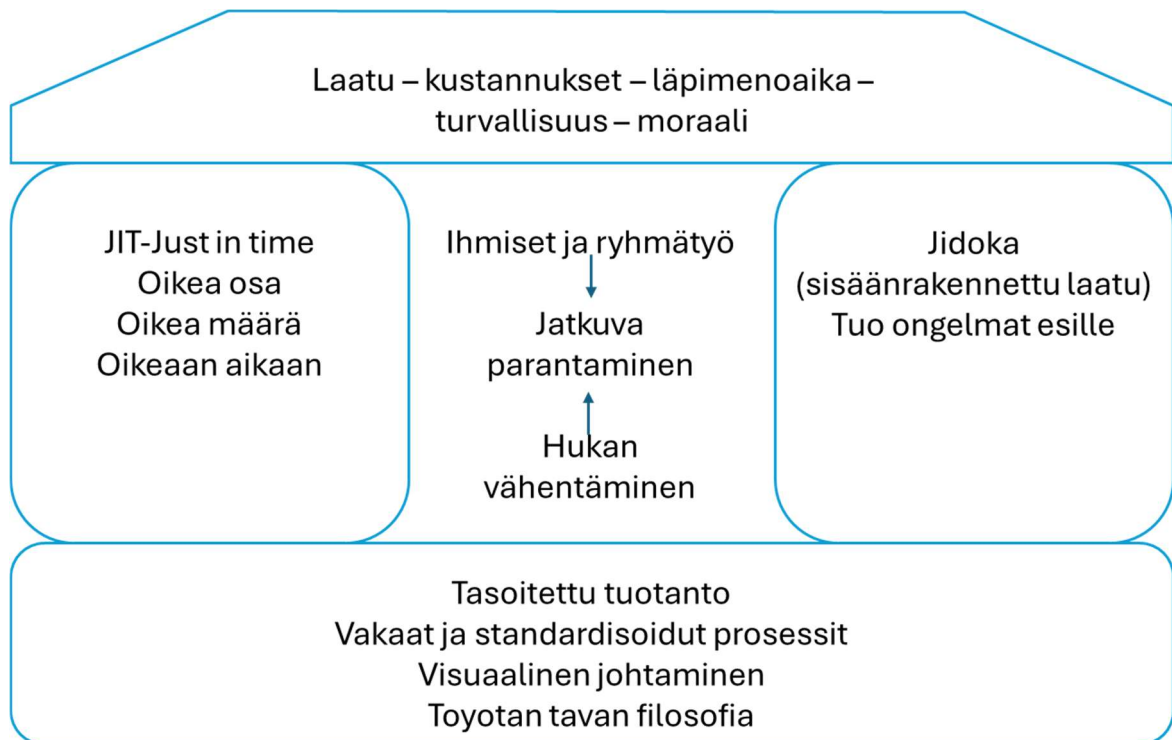 Laatu – kustannukset – läpimenoaika –
turvallisuus – moraali
JIT-Just in time
Oikea osa
Oikea määrä
Oikeaan aikaan
Ihmiset ja ryhmätyö
Jatkuva
parantaminen
Hukan
vähentäminen
Jidoka
(sisäänrakennettu laatu)
Tuo ongelmat esille
Tasoitettu tuotanto
Vakaat ja standardisoidut prosessit
Visuaalinen johtaminen
Toyotan tavan filosofia